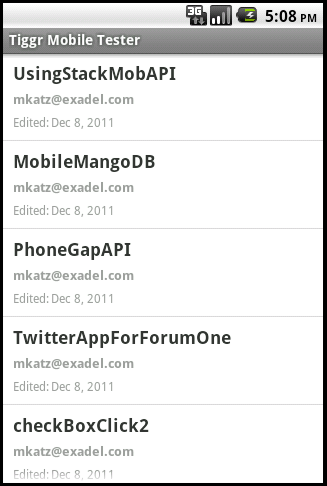 3G 5:08 PM
Tiggr Mobile Tester
UsingStackMobAPI
mkatz@exadel.com
Edited: Dec 8, 2011
MobileMangoDB
mkatz@exadel.com
Edited: Dec 8, 2011
PhoneGapAPI
mkatz@exadel.com
Edited: Dec 8, 2011
TwitterAppForForumOne
mkatz@exadel.com
Edited: Dec 8, 2011
checkBoxClick2
mkatz@exadel.com
Edited: Dec 8, 2011